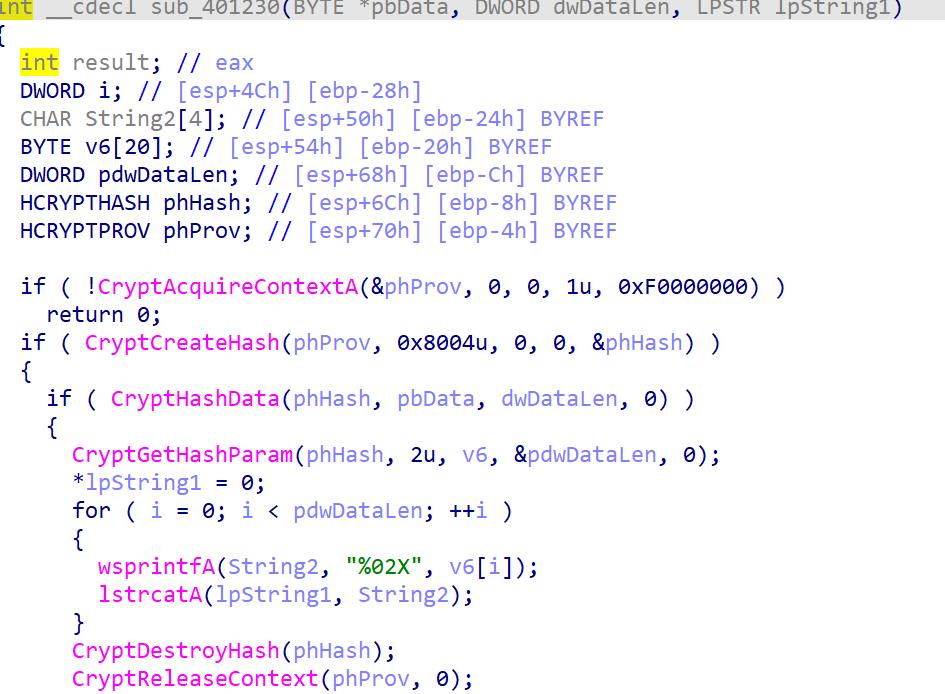 int __cdecl sub_401230(BYTE *pbData, DWORD dwDataLen, LPSTR lpString1)
{
  int result; // eax
  DWORD i; // [esp+4Ch] [ebp-28h]
  CHAR String2[4]; // [esp+50h] [ebp-24h] BYREF
  BYTE v6[20]; // [esp+54h] [ebp-20h] BYREF
  DWORD pdwDataLen; // [esp+68h] [ebp-Ch] BYREF
  HCRYPTHASH phHash; // [esp+6Ch] [ebp-8h] BYREF
  HCRYPTPROV phProv; // [esp+70h] [ebp-4h] BYREF

  if ( !CryptAcquireContextA(&phProv, 0, 0, 1u, 0xF0000000) )
    return 0;
  if ( CryptCreateHash(phProv, 0x8004u, 0, 0, &phHash) )
  {
    if ( CryptHashData(phHash, pbData, dwDataLen, 0) )
    {
      CryptGetHashParam(phHash, 2u, v6, &pdwDataLen, 0);
      *lpString1 = 0;
      for ( i = 0; i < pdwDataLen; ++i )
      {
        wsprintfA(String2, "%02X", v6[i]);
        lstrcatA(lpString1, String2);
      }
      CryptDestroyHash(phHash);
      CryptReleaseContext(phProv, 0);